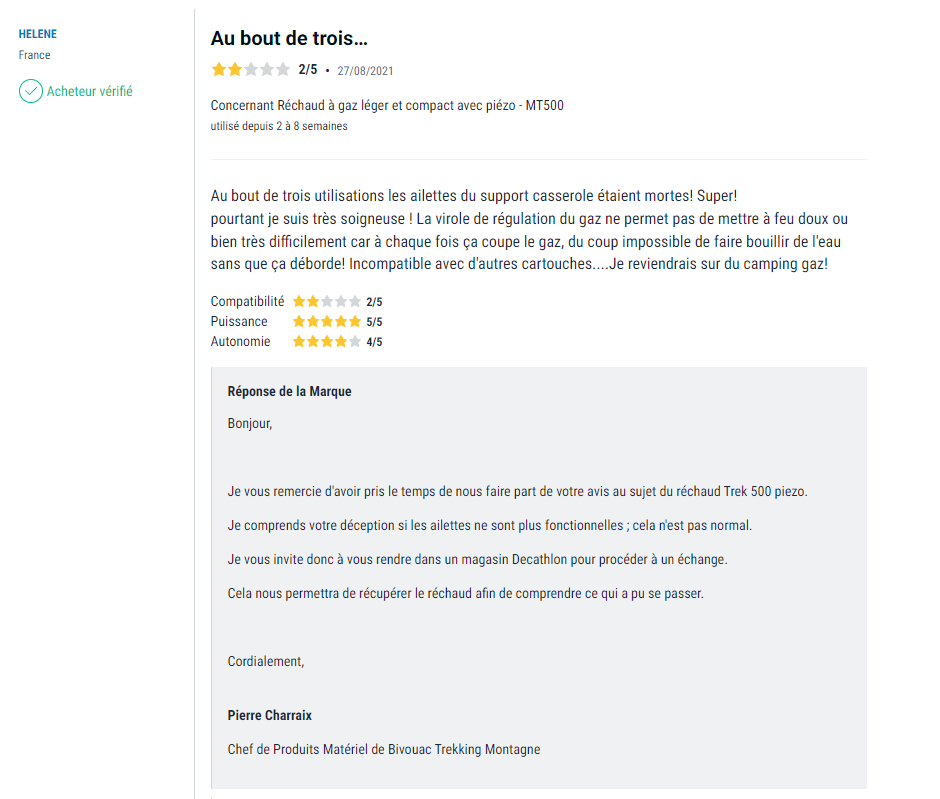 HELENE
France
Acheteur vérifié
Au bout de trois...
2/5 • 27/08/2021
Concernant Réchaud à gaz léger et compact avec piézo - MT500
utilisé depuis 2 à 8 semaines
Au bout de trois utilisations les ailettes du support casserole étaient mortes! Super!
pourtant je suis très soigneuse ! La virole de régulation du gaz ne permet pas de mettre à feu doux ou
bien très difficilement car à chaque fois ça coupe le gaz, du coup impossible de faire bouillir de l'eau
sans que ça déborde! Incompatible avec d'autres cartouches....Je reviendrais sur du camping gaz!
Compatibilité 2/5
Puissance 5/5
Autonomie 4/5
Réponse de la Marque
Bonjour,
Je vous remercie d'avoir pris le temps de nous faire part de votre avis au sujet du réchaud Trek 500 piezo.
Je comprends votre déception si les ailettes ne sont plus fonctionnelles ; cela n'est pas normal.
Je vous invite donc à vous rendre dans un magasin Decathlon pour procéder à un échange.
Cela nous permettra de récupérer le réchaud afin de comprendre ce qui a pu se passer.
Cordialement,
Pierre Charraix
Chef de Produits Matériel de Bivouac Trekking Montagne